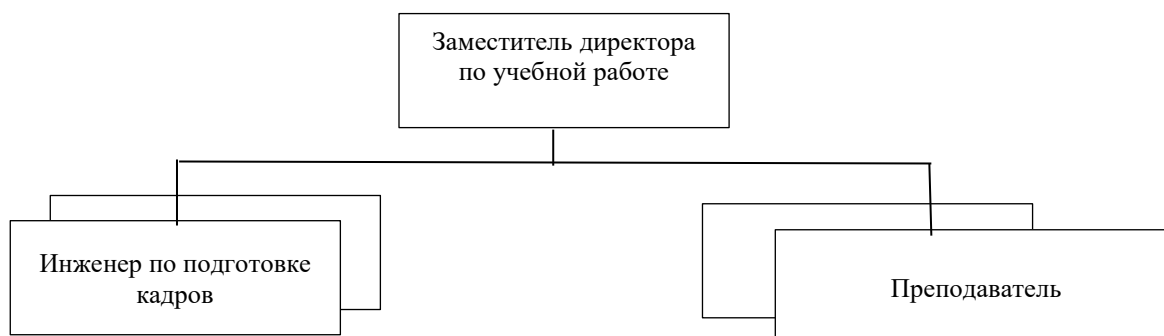 Заместитель директора
по учебной работе
Инженер по подготовке
кадров
Преподаватель